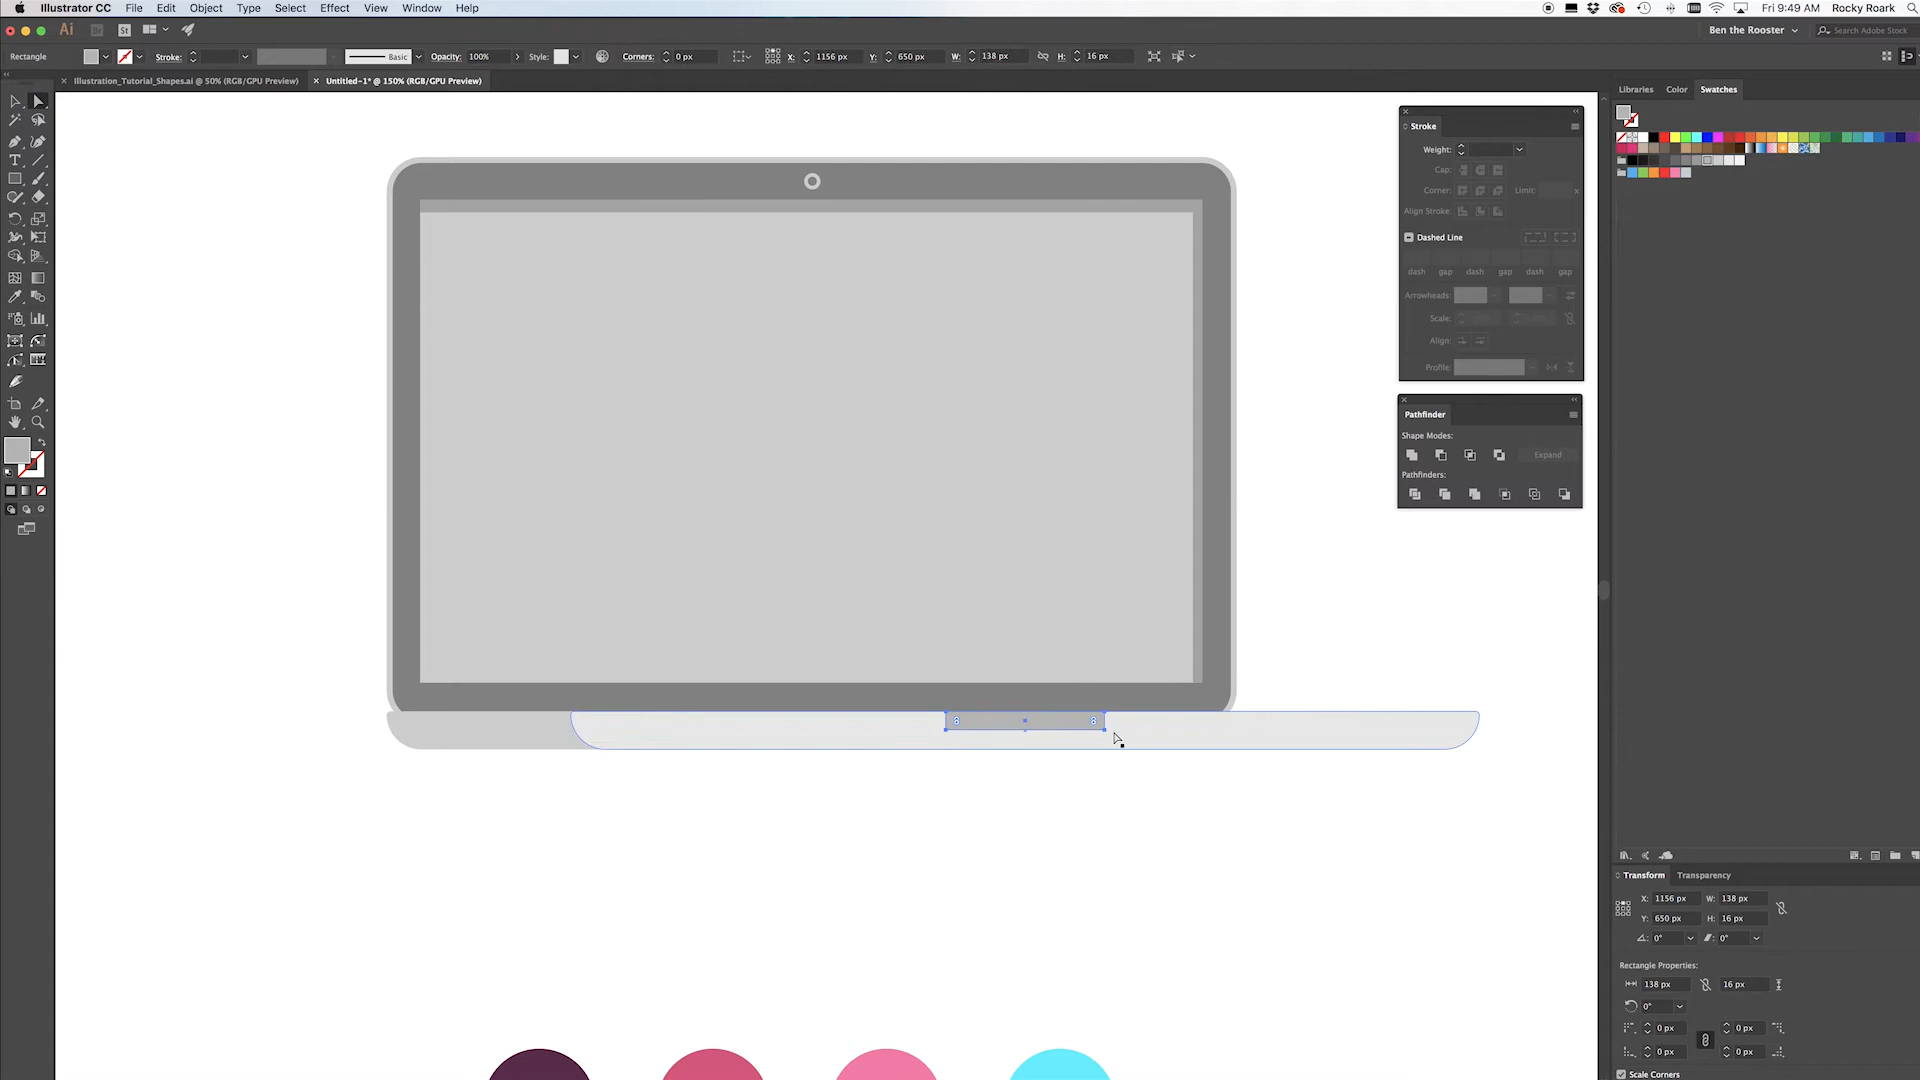 Illustrator CC File Edit Object Type Select Effect View Window Help Fri 9:49 AM Rocky Roark
Ai Br St Ben the Rooster Search Adobe Stock
Rectangle Stroke: Basic Opacity: 100% Style: Corners: 0 px X: 1156 px Y: 650 px W: 138 px H: 16 px
Illustration_Tutorial_Shapes.ai @ 50% (RGB/GPU Preview) Untitled-1* @ 150% (RGB/GPU Preview)
Libraries Color Swatches
Stroke
Weight:
Cap:
Corner: Limit: x
Align Stroke:
Dashed Line
dash gap dash gap dash gap
Arrowheads:
Scale:
Align:
Profile:
Pathfinder
Shape Modes:
Expand
Pathfinders:
Transform Transparency
X: 1156 px W: 138 px
Y: 650 px H: 16 px
0° 0°
Rectangle Properties:
138 px 16 px
0°
0 px 0 px
0 px 0 px
Scale Corners